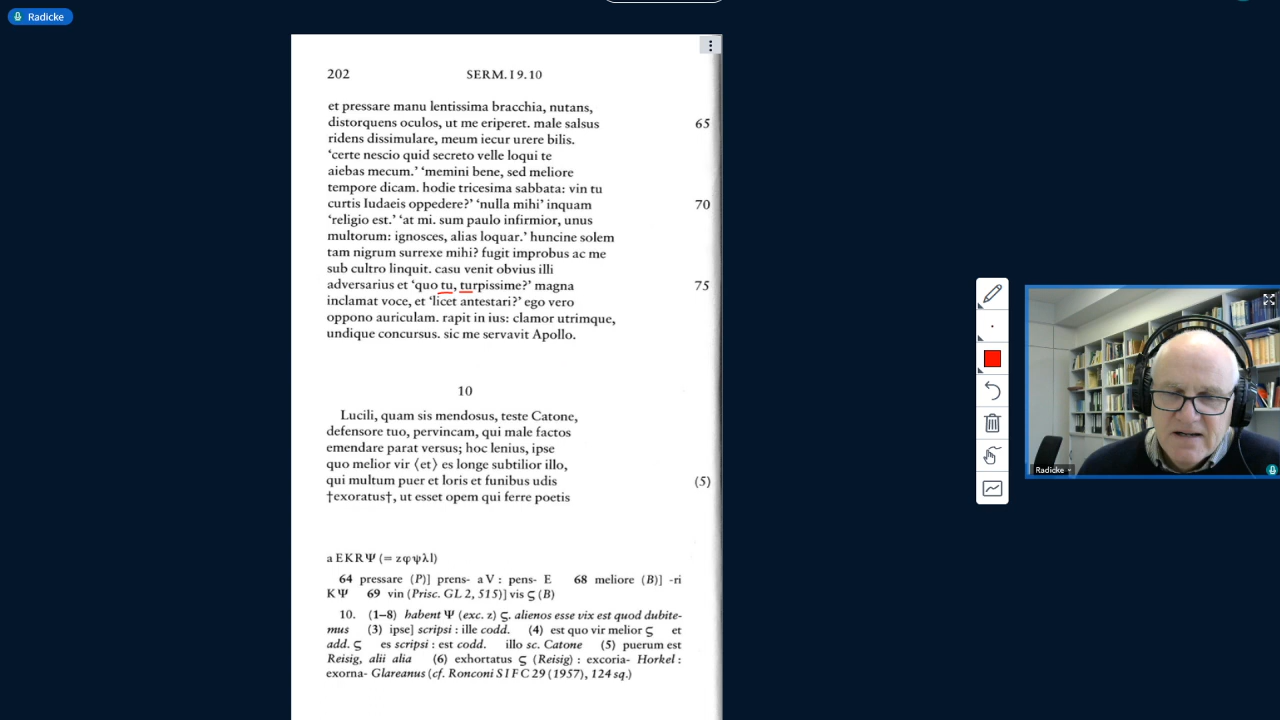 Radicke
202 SERM. I 9. 10
et pressare manu lentissima bracchia, nutans,
distorquens oculos, ut me eriperet. male salsus 65
ridens dissimulare, meum iecur urere bilis.
‘certe nescio quid secreto velle loqui te
aiebas mecum.’ ‘memini bene, sed meliore
tempore dicam. hodie tricesima sabbata: vin tu
curtis Iudaeis oppedere?’ ‘nulla mihi’ inquam 70
‘religio est.’ ‘at mi. sum paulo infirmior, unus
multorum: ignosces, alias loquar.’ huncine solem
tam nigrum surrexe mihi? fugit improbus ac me
sub cultro linquit. casu venit obvius illi
adversarius et ‘quo tu, turpissime?’ magna 75
inclamat voce, et ‘licet antestari?’ ego vero
oppono auriculam. rapit in ius: clamor utrimque,
undique concursus. sic me servavit Apollo.
10
Lucili, quam sis mendosus, teste Catone,
defensore tuo, pervincam, qui male factos
emendare parat versus; hoc lenius, ipse
quo melior vir ⟨et⟩ es longe subtilior illo,
qui multum puer et loris et funibus udis (5)
†exoratus†, ut esset opem qui ferre poetis
a EKRΨ (= zφψλl)
64 pressare (P)] prens- a V : pens- E 68 meliore (B)] -ri
K Ψ 69 vin (Prisc. GL 2, 515)] vis ς (B)
10. (1–8) habent Ψ (exc. z) ς. alienos esse vix est quod dubite-
mus (3) ipse] scripsi : ille codd. (4) est quo vir melior ς et
add. ς es scripsi : est codd. illo sc. Catone (5) puerum est
Reisig, alii alia (6) exhortatus ς (Reisig) : excoria- Horkel :
exorna- Glareanus (cf. Ronconi S I F C 29 (1957), 124 sq.)
Radicke